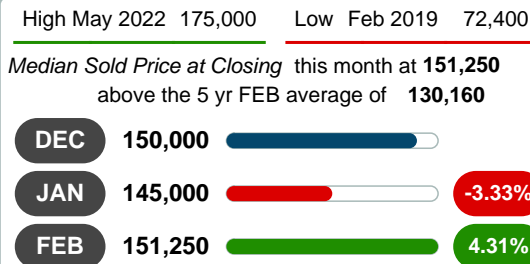 High May 2022 175,000 Low Feb 2019 72,400
Median Sold Price at Closing this month at 151,250
above the 5 yr FEB average of 130,160
DEC 150,000
JAN 145,000 -3.33%
FEB 151,250 4.31%